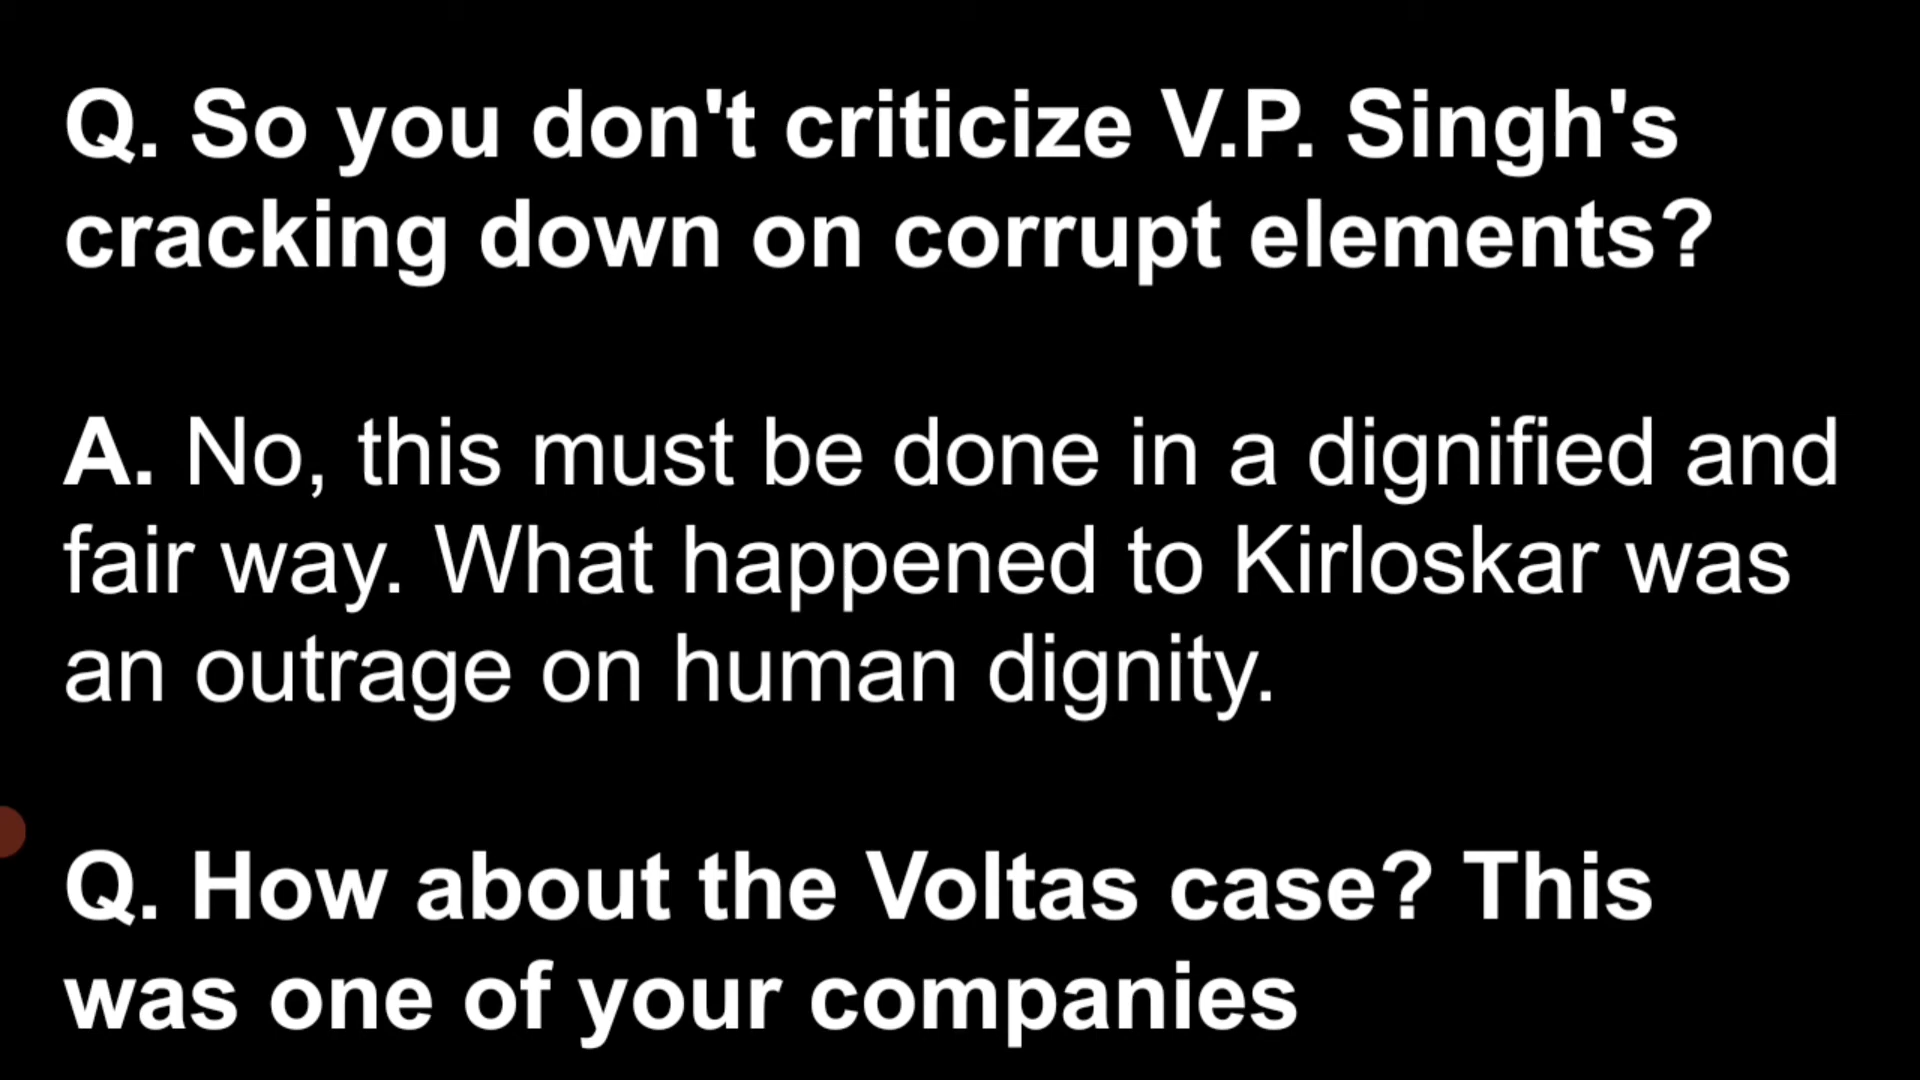 Q. So you don't criticize V.P. Singh's
cracking down on corrupt elements?
A. No, this must be done in a dignified and
fair way. What happened to Kirloskar was
an outrage on human dignity.
Q. How about the Voltas case? This
was one of your companies